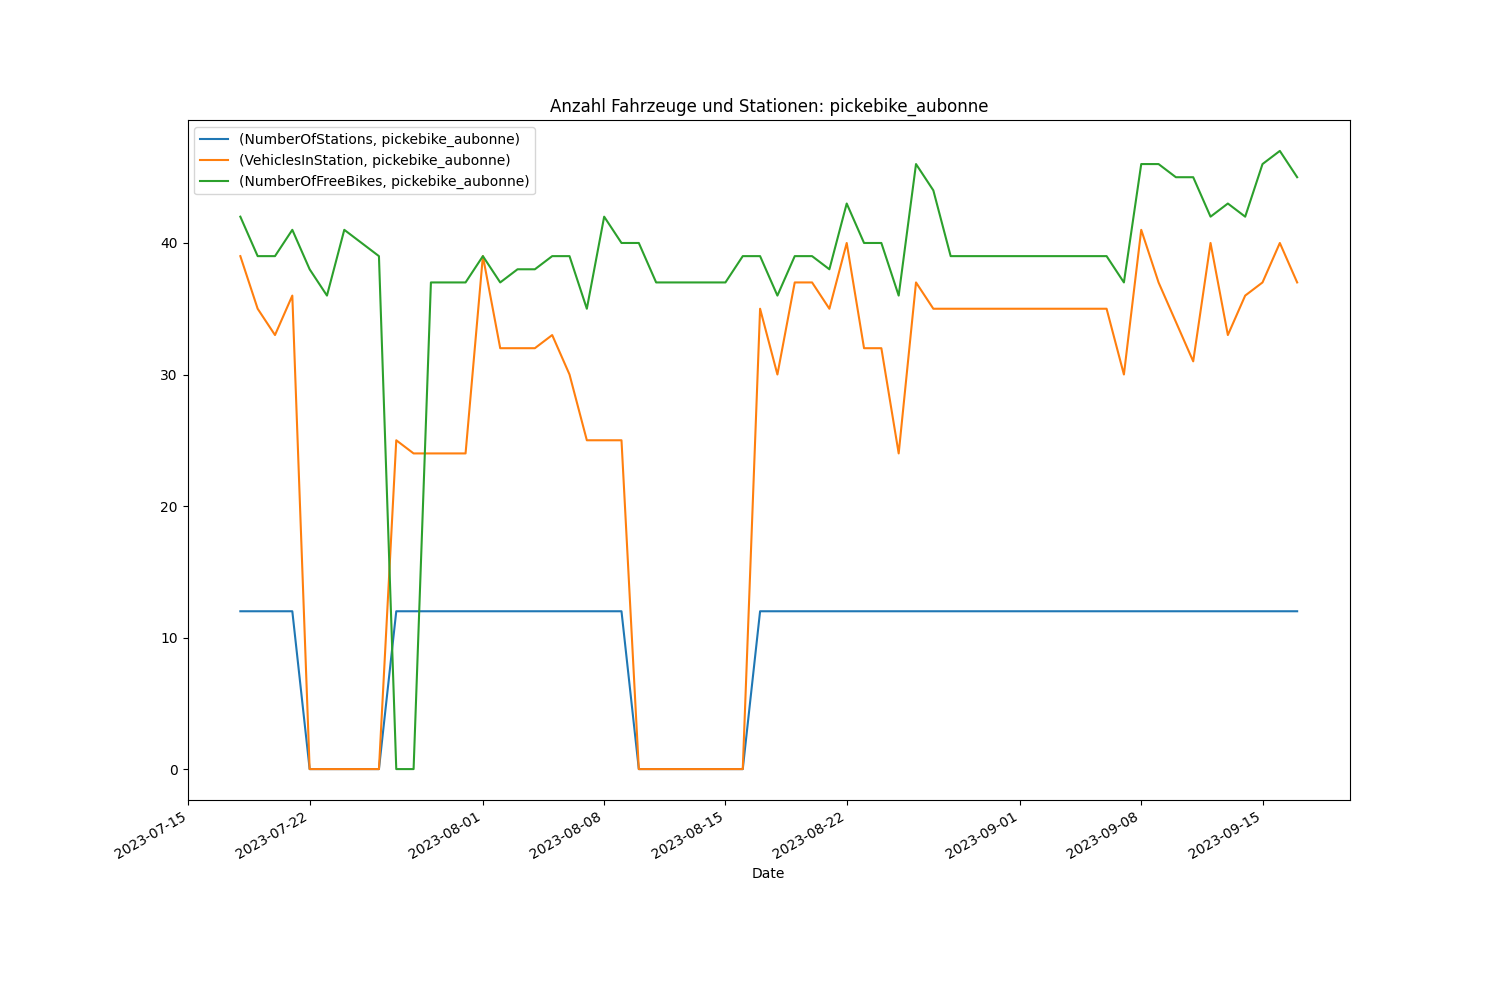 Anzahl Fahrzeuge und Stationen: pickebike_aubonne
(NumberOfStations, pickebike_aubonne)
(VehiclesInStation, pickebike_aubonne)
(NumberOfFreeBikes, pickebike_aubonne)
40
30
20
10
0
2023-07-15
2023-07-22
2023-08-01
2023-08-08
2023-08-15
2023-08-22
2023-09-01
2023-09-08
2023-09-15
Date